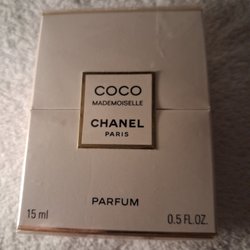 COCO
MADEMOISELLE
CHANEL
PARIS
PARFUM
15 ml 0.5 FL.OZ.